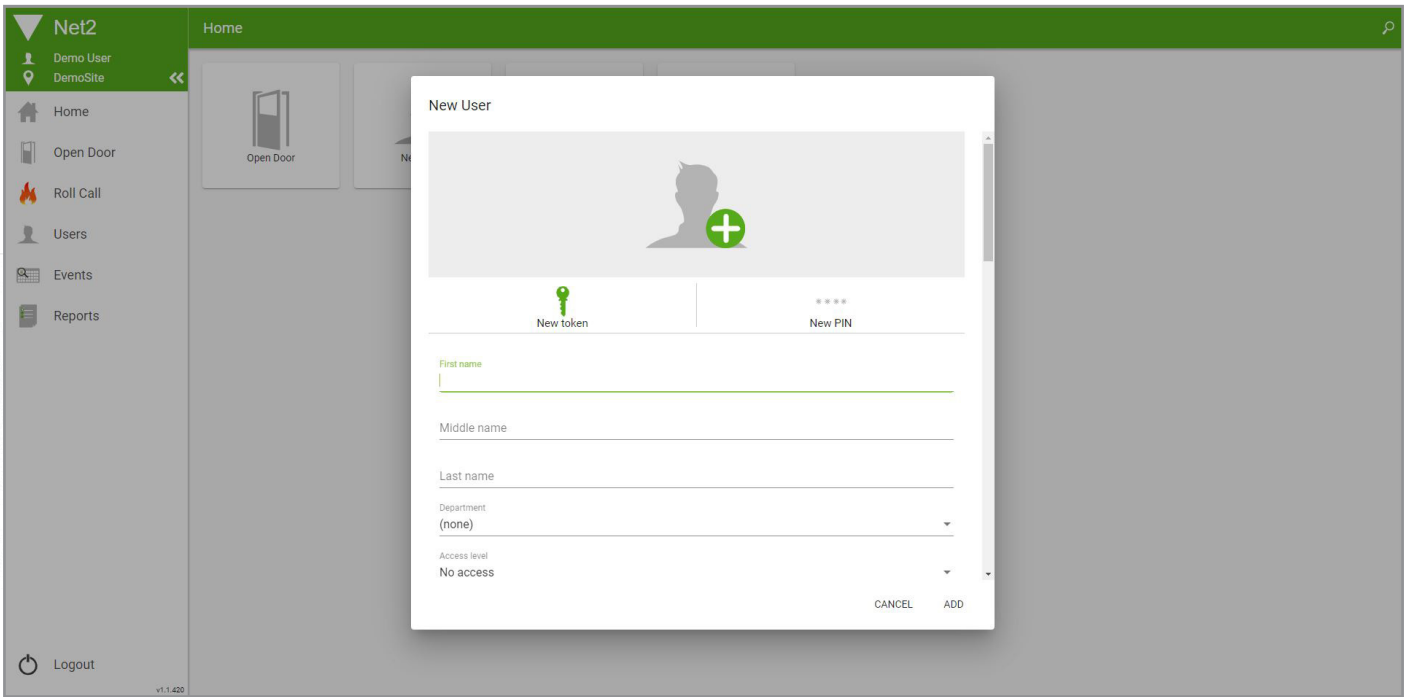 Net2
Home
Demo User
DemoSite
Home
Open Door
Roll Call
Users
Events
Reports
Logout
v1.1.420
Open Door
Ne
New User
New token
New PIN
First name
Middle name
Last name
Department
(none)
Access level
No access
CANCEL ADD